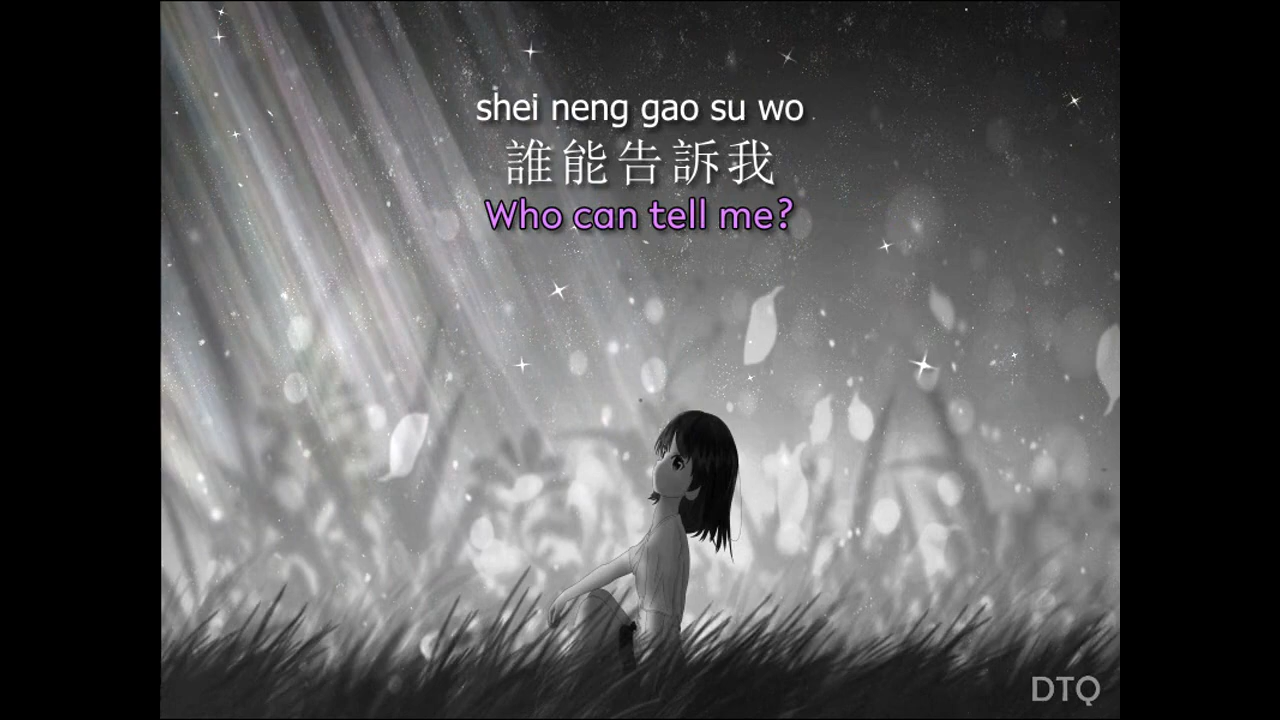 shei neng gao su wo
誰能告訴我
Who can tell me?
DTQ